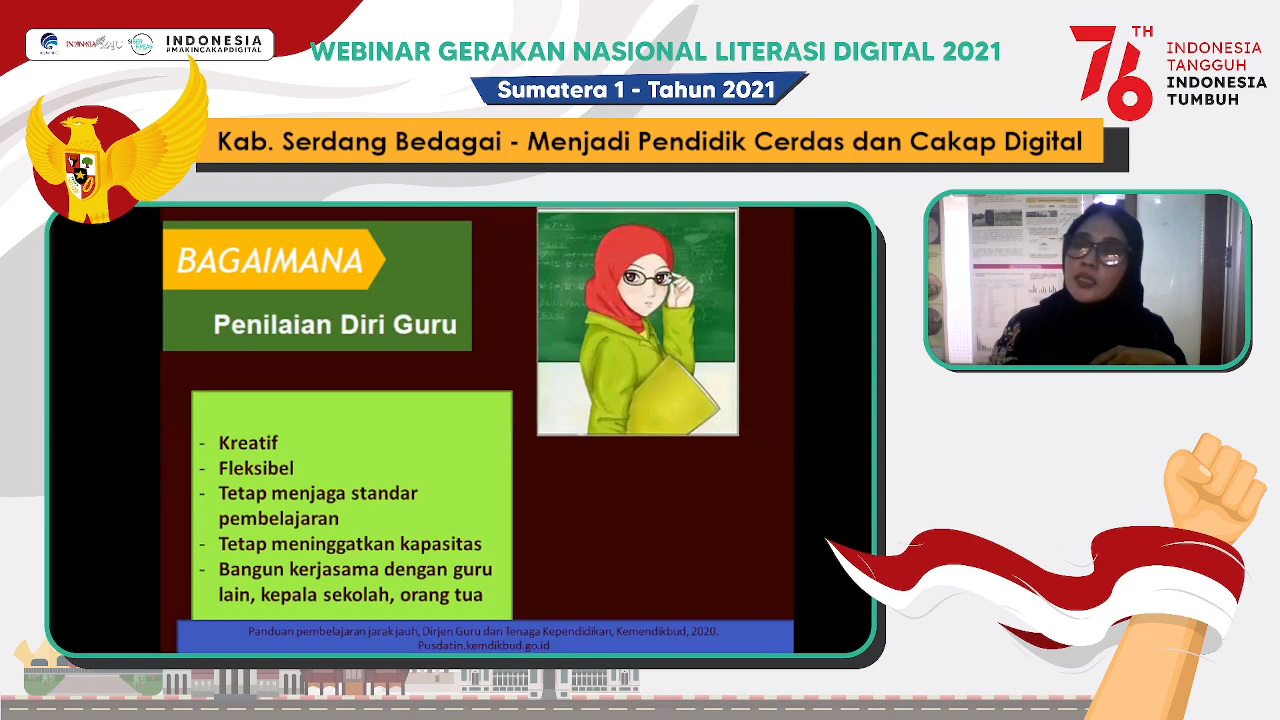 INDONESIA
#MAKINCAKAPDIGITAL
WEBINAR GERAKAN NASIONAL LITERASI DIGITAL 2021
Sumatera 1 - Tahun 2021
76 TH
INDONESIA
TANGGUH
INDONESIA
TUMBUH
Kab. Serdang Bedagai - Menjadi Pendidik Cerdas dan Cakap Digital
BAGAIMANA
Penilaian Diri Guru
- Kreatif
- Fleksibel
- Tetap menjaga standar
pembelajaran
- Tetap meninggatkan kapasitas
- Bangun kerjasama dengan guru
lain, kepala sekolah, orang tua
Panduan pembelajaran jarak jauh, Dirjen Guru dan Tenaga Kependidikan, Kemendikbud, 2020.
Pusdatin.kemdikbud.go.id